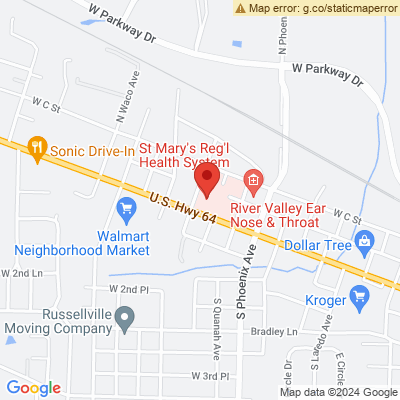 Map error: g.co/staticmaperror
W Parkway Dr
N Phoeni
W Parkway Dr
N Waco Ave
W C St
Sonic Drive-In
St Mary's Reg'l
Health System
U.S. Hwy 64
River Valley Ear
Nose & Throat
W C St
Walmart
Neighborhood Market
Dollar Tree
W 2nd Ln
W 2nd Pl
S Phoenix Ave
Kroger
Russellville
Moving Company
S Quanah Ave
Bradley Ln
S Laredo Ave
E Circle
W 3rd Pl
rcle Dr
Google
Map data ©2024 Google